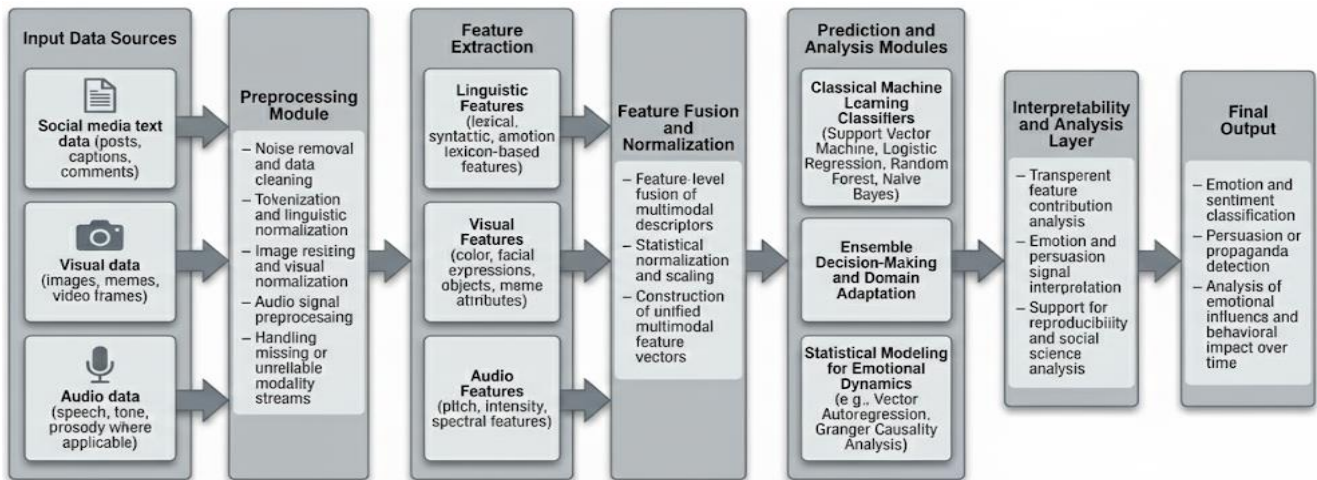 Input Data Sources
Social media text
data (posts,
captions,
comments)
Visual data
(images, memes,
video frames)
Audio data
(speech, tone,
prosody where
applicable)
Preprocessing
Module
– Noise removal
and data
cleaning
– Tokenization
and linguistic
normalization
– Image resizing
and visual
normalization
– Audio signal
preprocessing
– Handling
missing or
unreliable
modality
streams
Feature
Extraction
Linguistic
Features
(lexical,
syntactic, amotion
lexicon-based
features)
Visual
Features
(color, facial
expressions,
objects, meme
attributes)
Audio
Features
(pitch, intensity,
spectral features)
Feature Fusion
and
Normalization
– Feature-level
fusion of
multimodal
descriptors
– Statistical
normalization
and scaling
– Construction
of unified
multimodal
feature
vectors
Prediction and
Analysis Modules
Classical Machine
Learning
Classifiers
(Support Vector
Machine, Logistic
Regression, Random
Forest, Naive
Bayes)
Ensemble
Decision-Making
and Domain
Adaptation
Statistical Modeling
for Emotional
Dynamics
(e.g., Vector
Autoregression,
Granger Causality
Analysis)
Interpretability
and Analysis
Layer
– Transperent
feature
contribution
analysis
– Emotion and
persuasion
signal
interpretation
– Support for
reproducibility
and social
science
analysis
Final
Output
– Emotion and
sentiment
classification
– Persuasion or
propaganda
detection
– Analysis of
emotional
influence and
behavioral
impact over
time